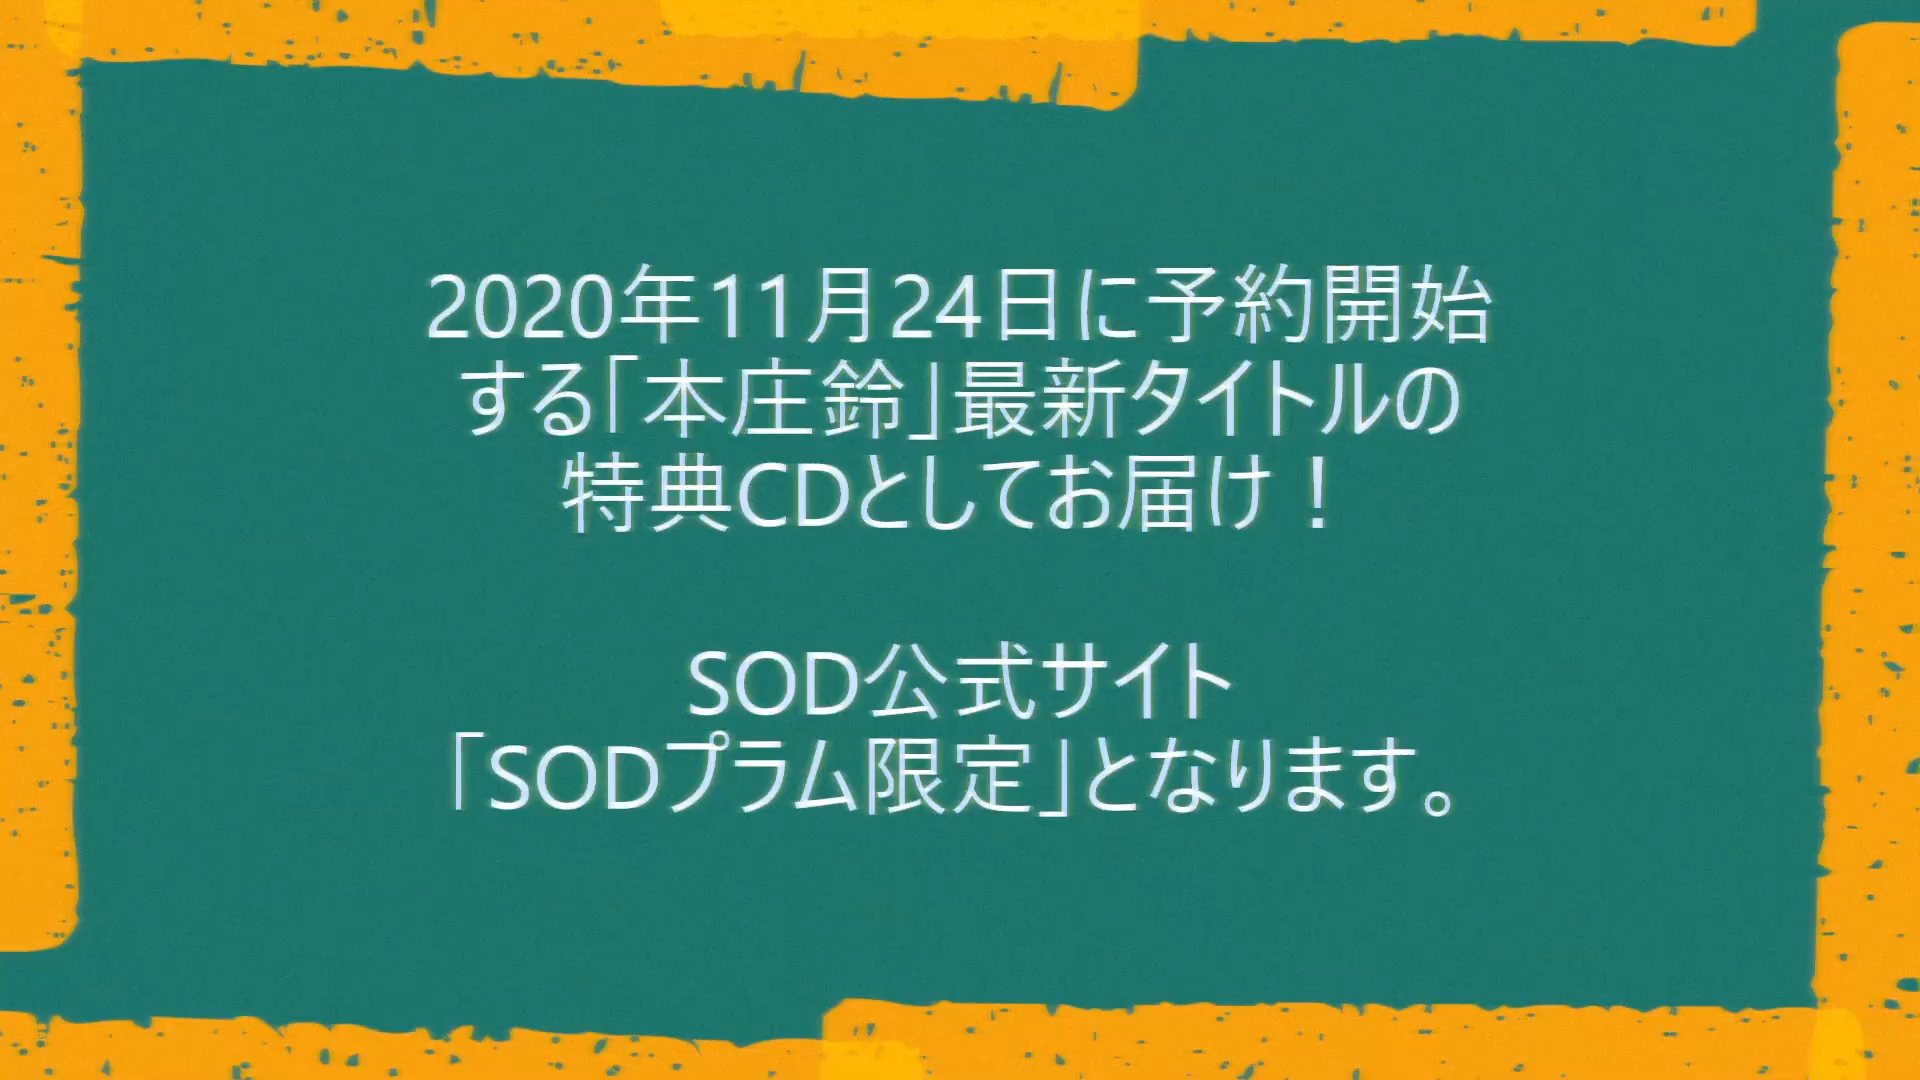 2020年11月24日に予約開始
する「本庄鈴」最新タイトルの
特典CDとしてお届け！
SOD公式サイト
「SODプラム限定」となります。